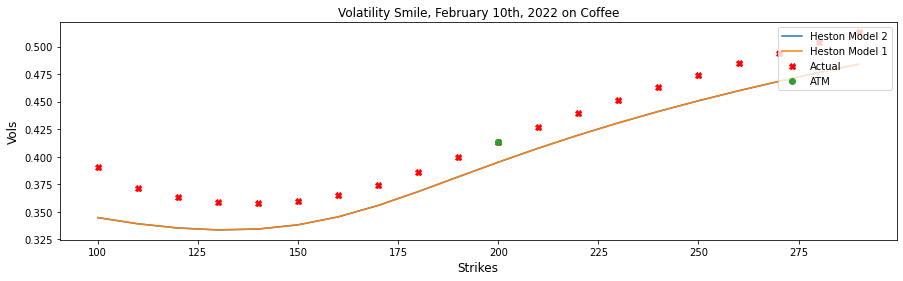 Volatility Smile, February 10th, 2022 on Coffee
Heston Model 2
Heston Model 1
Actual
ATM
Vols
0.500
0.475
0.450
0.425
0.400
0.375
0.350
0.325
100
125
150
175
200
225
250
275
Strikes